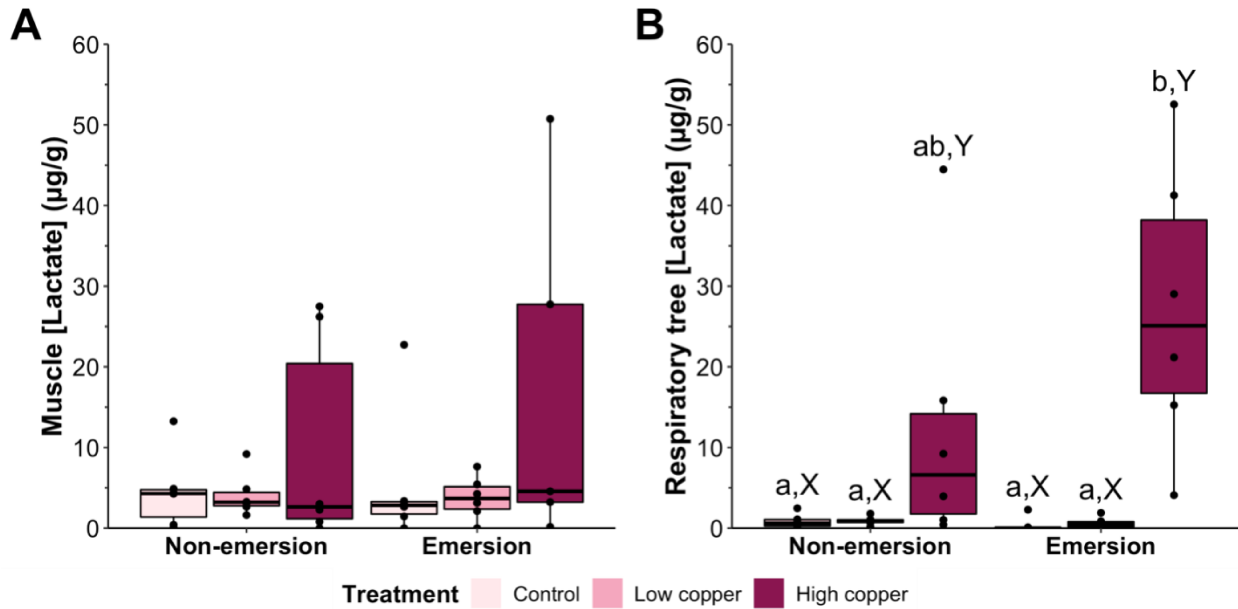 A
Muscle [Lactate] (µg/g)
60
50
40
30
20
10
0
Non-emersion
Emersion
B
Respiratory tree [Lactate] (µg/g)
60
50
40
30
20
10
0
a,X
a,X
ab,Y
a,X
a,X
b,Y
Non-emersion
Emersion
Treatment Control Low copper High copper